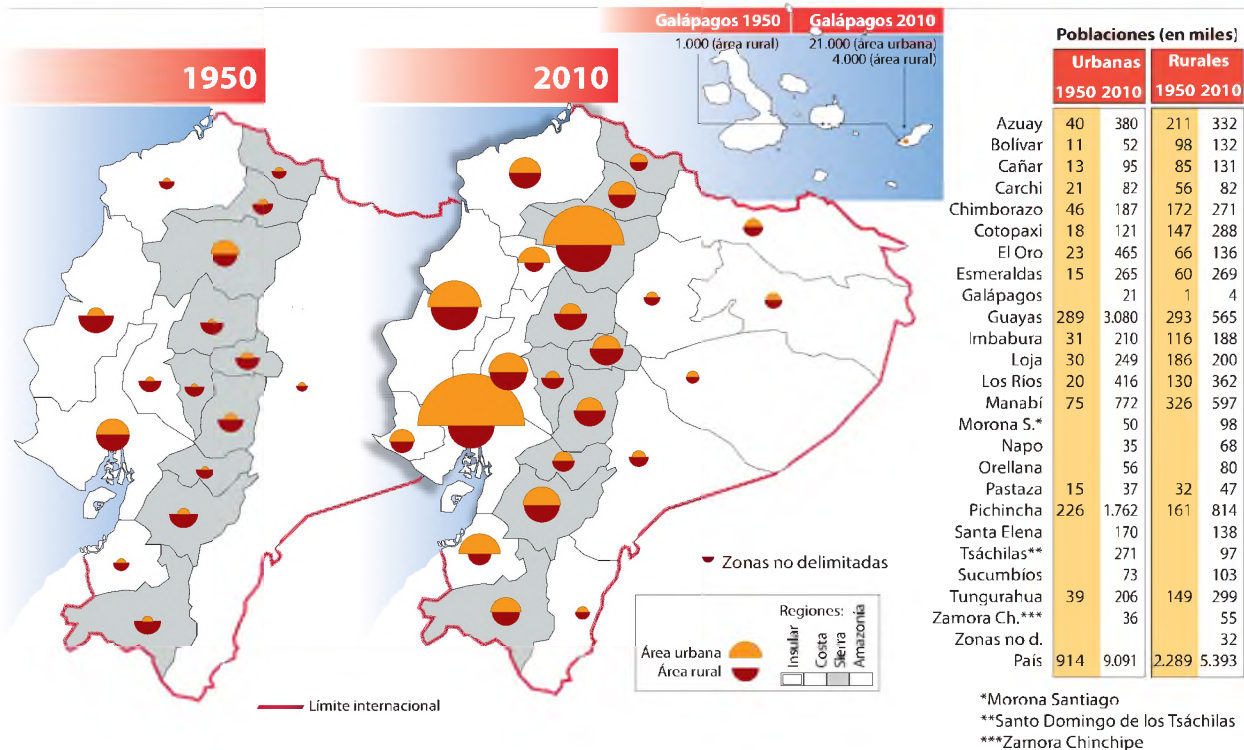 1950
2010
Galápagos 1950 Galápagos 2010
1.000 (área rural) 21.000 (área urbana)
4.000 (área rural)
Zonas no delimitadas
Área urbana
Área rural
Regiones:
Insular
Costa
Sierra
Amazonía
Límite internacional
Poblaciones (en miles)
Urbanas Rurales
1950 2010 1950 2010
Azuay 40 380 211 332
Bolívar 11 52 98 132
Cañar 13 95 85 131
Carchi 21 82 56 82
Chimborazo 46 187 172 271
Cotopaxi 18 121 147 288
El Oro 23 465 66 136
Esmeraldas 15 265 60 269
Galápagos 21 1 4
Guayas 289 3.080 293 565
Imbabura 31 210 116 188
Loja 30 249 186 200
Los Ríos 20 416 130 362
Manabí 75 772 326 597
Morona S.* 50 98
Napo 35 68
Orellana 56 80
Pastaza 15 37 32 47
Pichincha 226 1.762 161 814
Santa Elena 170 138
Tsáchilas** 271 97
Sucumbíos 73 103
Tungurahua 39 206 149 299
Zamora Ch.*** 36 55
Zonas no d. 32
País 914 9.091 2.289 5.393
*Morona Santiago
**Santo Domingo de los Tsáchilas
***Zamora Chinchipe